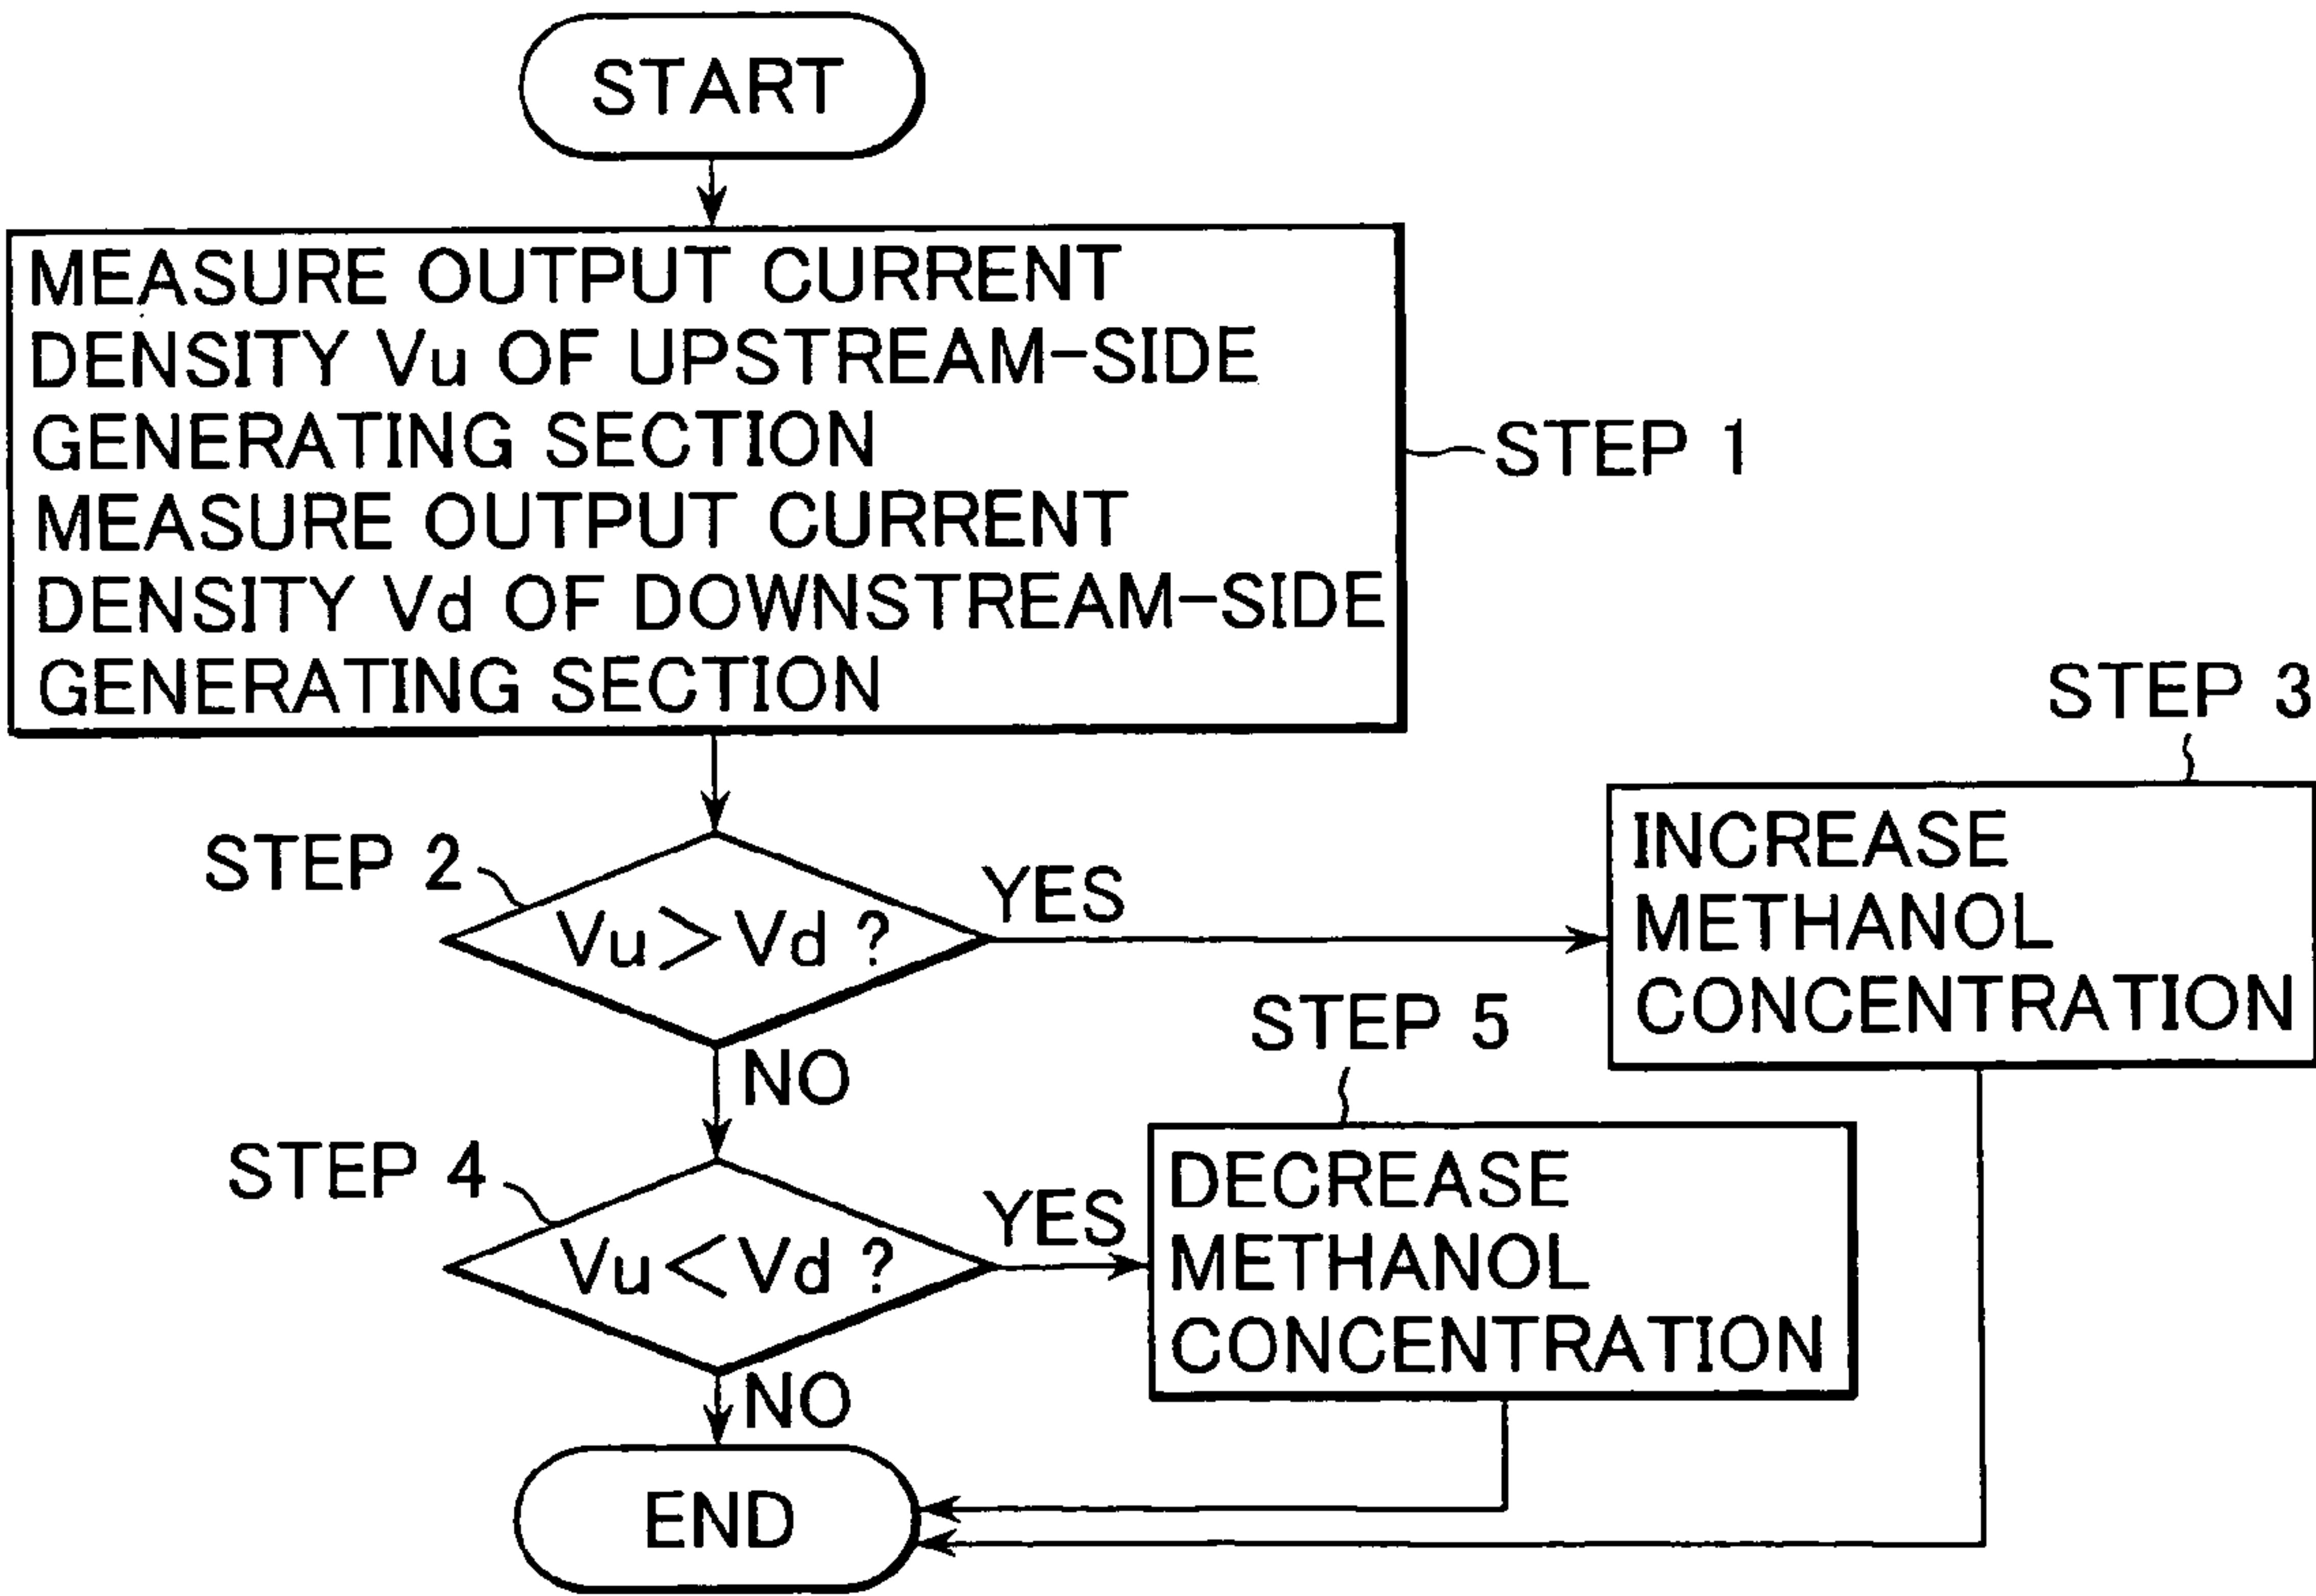 START
MEASURE OUTPUT CURRENT
DENSITY Vu OF UPSTREAM-SIDE
GENERATING SECTION
MEASURE OUTPUT CURRENT
DENSITY Vd OF DOWNSTREAM-SIDE
GENERATING SECTION
STEP 1
STEP 2
Vu > Vd ?
YES
STEP 3
INCREASE
METHANOL
CONCENTRATION
NO
STEP 4
Vu < Vd ?
YES
STEP 5
DECREASE
METHANOL
CONCENTRATION
NO
END